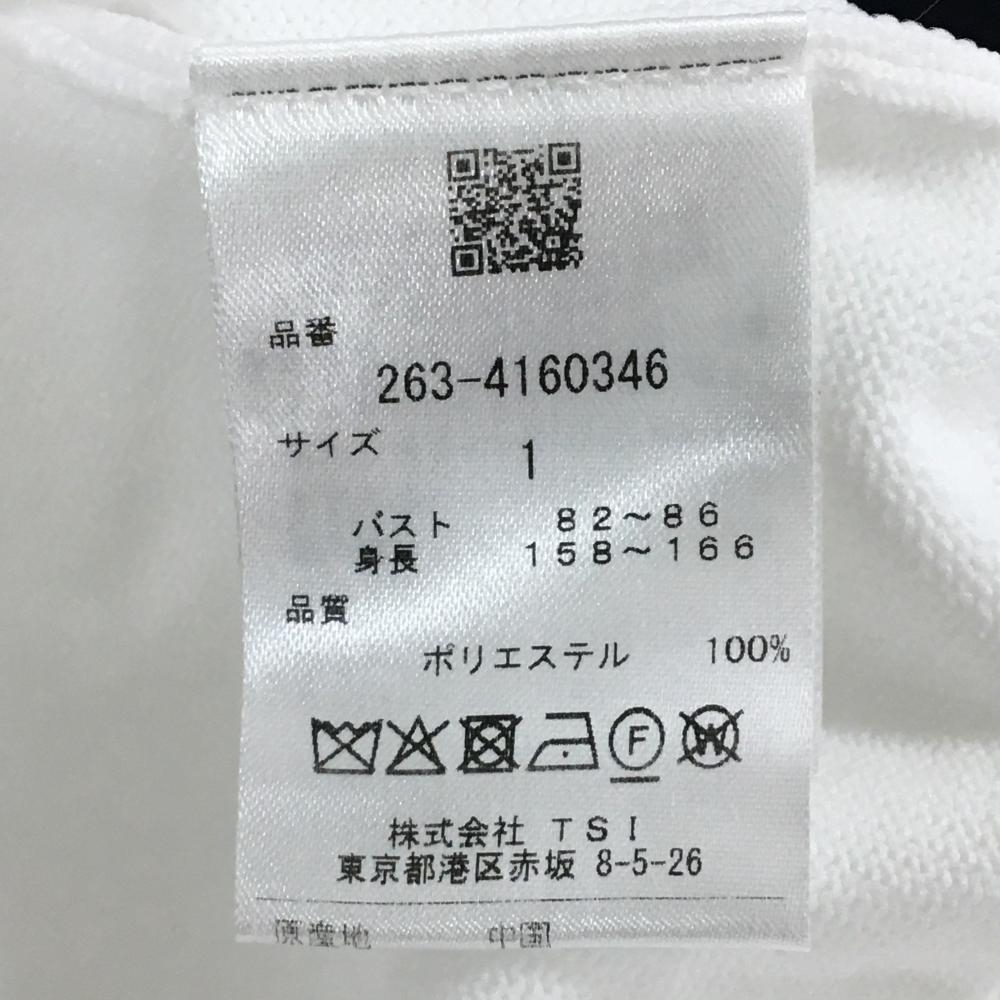 品番
263-4160346
サイズ 1
バスト 82～86
身長 158～166
品質
ポリエステル 100%
F W
株式会社 TSI
東京都港区赤坂 8-5-26
原産地 中国